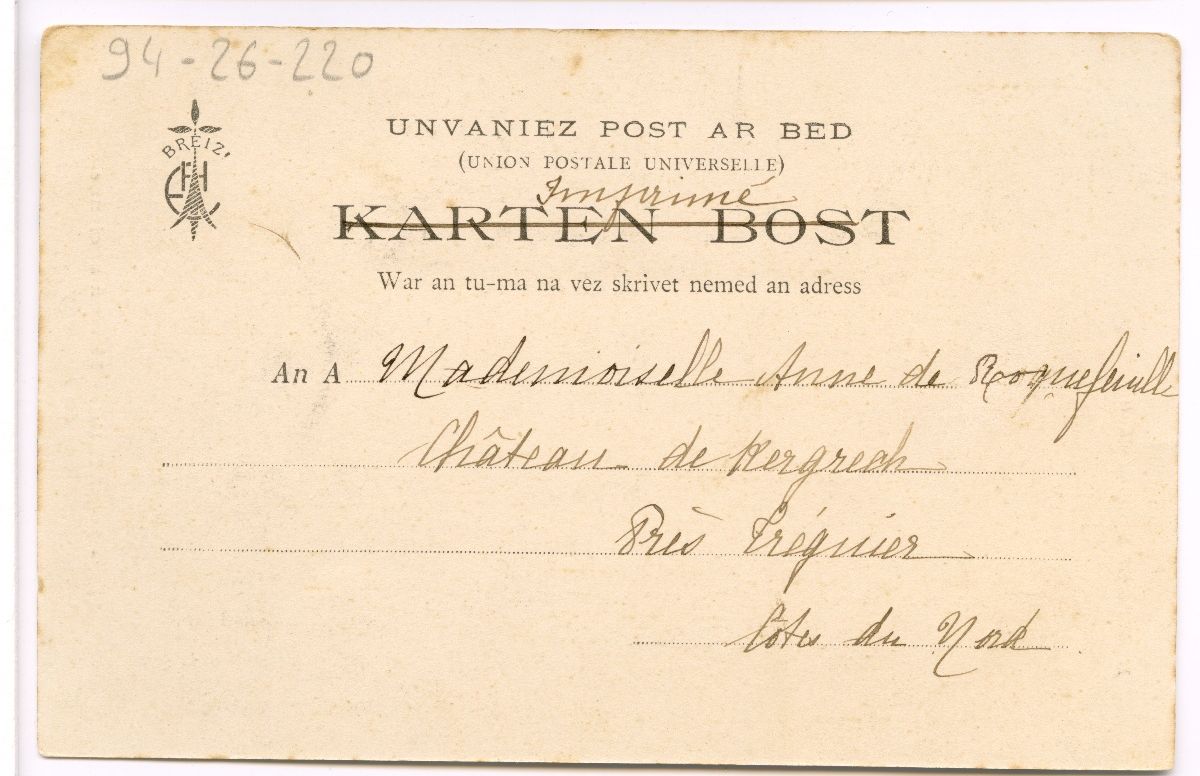 94-26-220
BREIZ
UNVANIEZ POST AR BED
(UNION POSTALE UNIVERSELLE)
Imprimé
KARTEN BOST
War an tu-ma na vez skrivet nemed an adress
An A Mademoiselle Anne de Roquefeuille
Château de Kergrech
Près Tréguier
Côtes du Nord